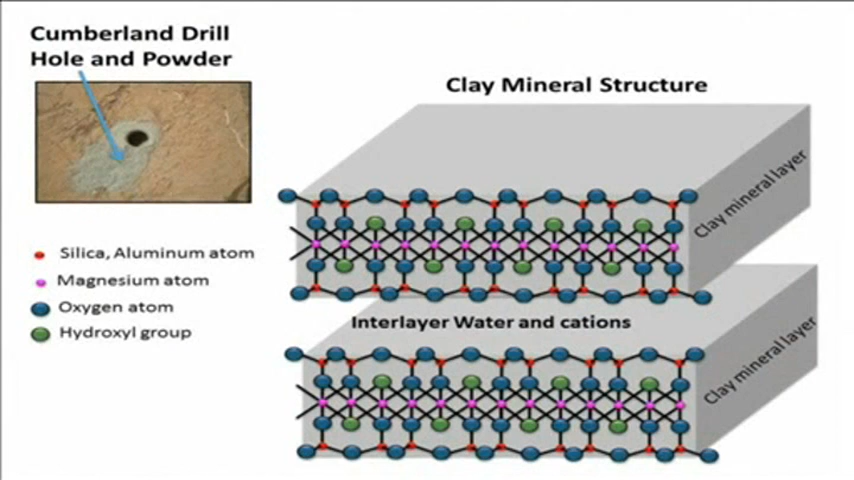 Cumberland Drill
Hole and Powder
Clay Mineral Structure
Clay mineral layer
Silica, Aluminum atom
Magnesium atom
Oxygen atom
Hydroxyl group
Interlayer Water and cations
Clay mineral layer